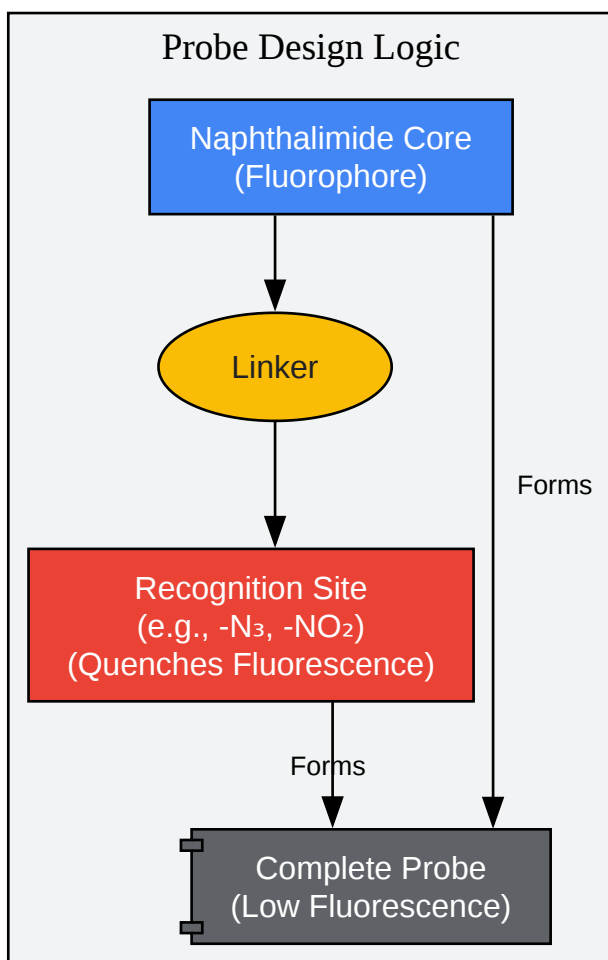 Probe Design Logic
Naphthalimide Core
(Fluorophore)
Linker
Forms
Recognition Site
(e.g., -N₃, -NO₂)
(Quenches Fluorescence)
Forms
Complete Probe
(Low Fluorescence)